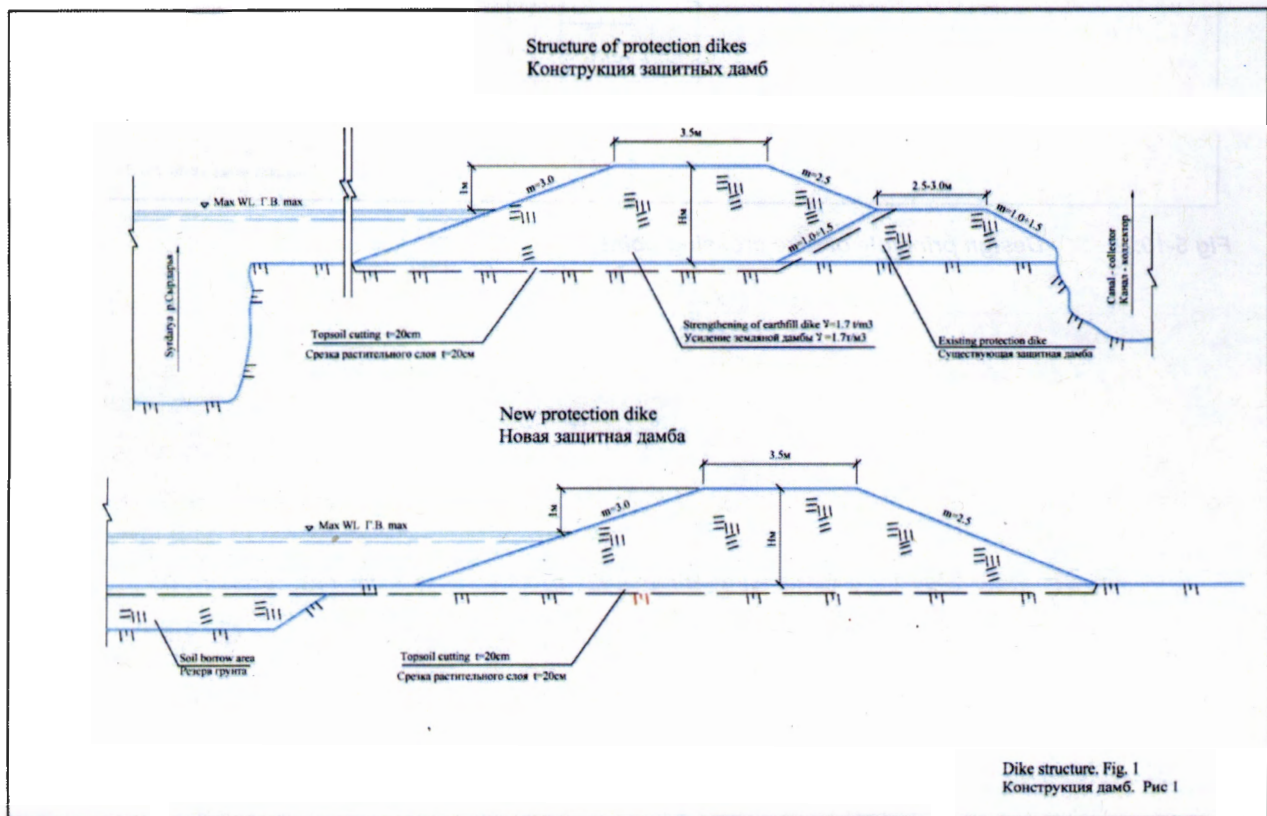 Structure of protection dikes
Конструкция защитных дамб
3.5м
1м
m=3.0
Нм
m=2.5
2.5-3.0м
Max WL Г.В. max
m=1.0÷1.5
m=1.0÷1.5
Syrdarya р.Сырдарья
Canal - collector
Канал - коллектор
Topsoil cutting t=20cm
Срезка растительного слоя t=20см
Strengthening of earthfill dike γ̄=1.7 t/m3
Усиление земляной дамбы γ̄ =1.7t/м3
Existing protection dike
Существующая защитная дамба
New protection dike
Новая защитная дамба
3.5м
1м
m=3.0
Нм
m=2.5
Max WL Г.В. max
Soil borrow area
Резерв грунта
Topsoil cutting t=20cm
Срезка растительного слоя t=20см
Dike structure. Fig. 1
Конструкция дамб. Рис 1